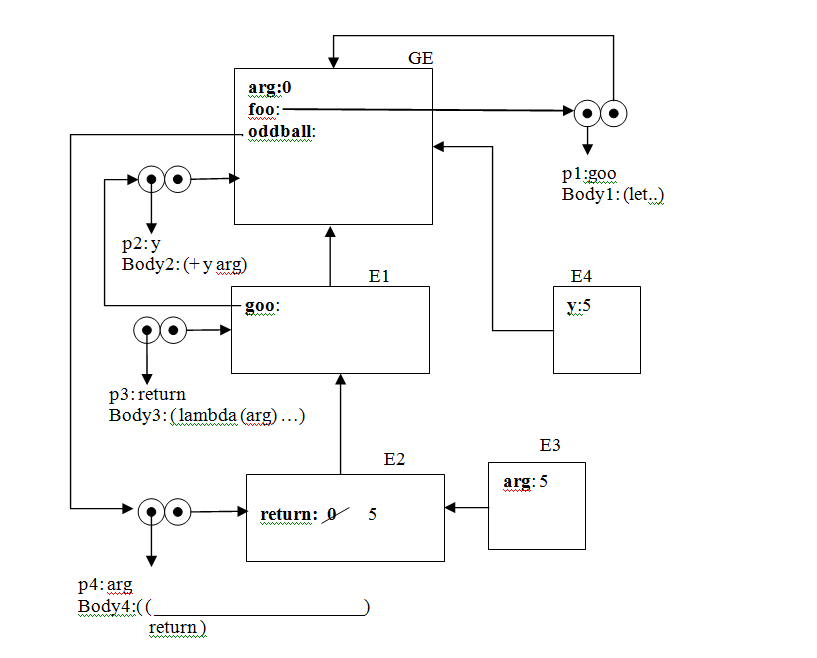 GE
arg:0
foo:
oddball:
p1:goo
Body1: (let..)
p2: y
Body2: (+ y arg)
E1
goo:
E4
y:5
p3: return
Body3: ( lambda (arg) ...)
E2
return: 0 5
E3
arg: 5
p4: arg
Body4:( (________________________)
return )